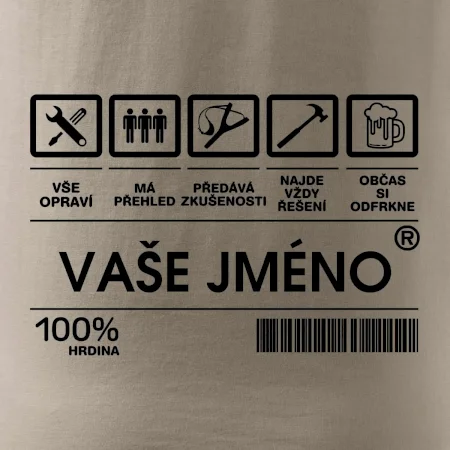 VŠE
OPRAVÍ
MÁ
PŘEHLED
PŘEDÁVÁ
ZKUŠENOSTI
NAJDE
VŽDY
ŘEŠENÍ
OBČAS
SI
ODFRKNE
VAŠE JMÉNO®
100%
HRDINA